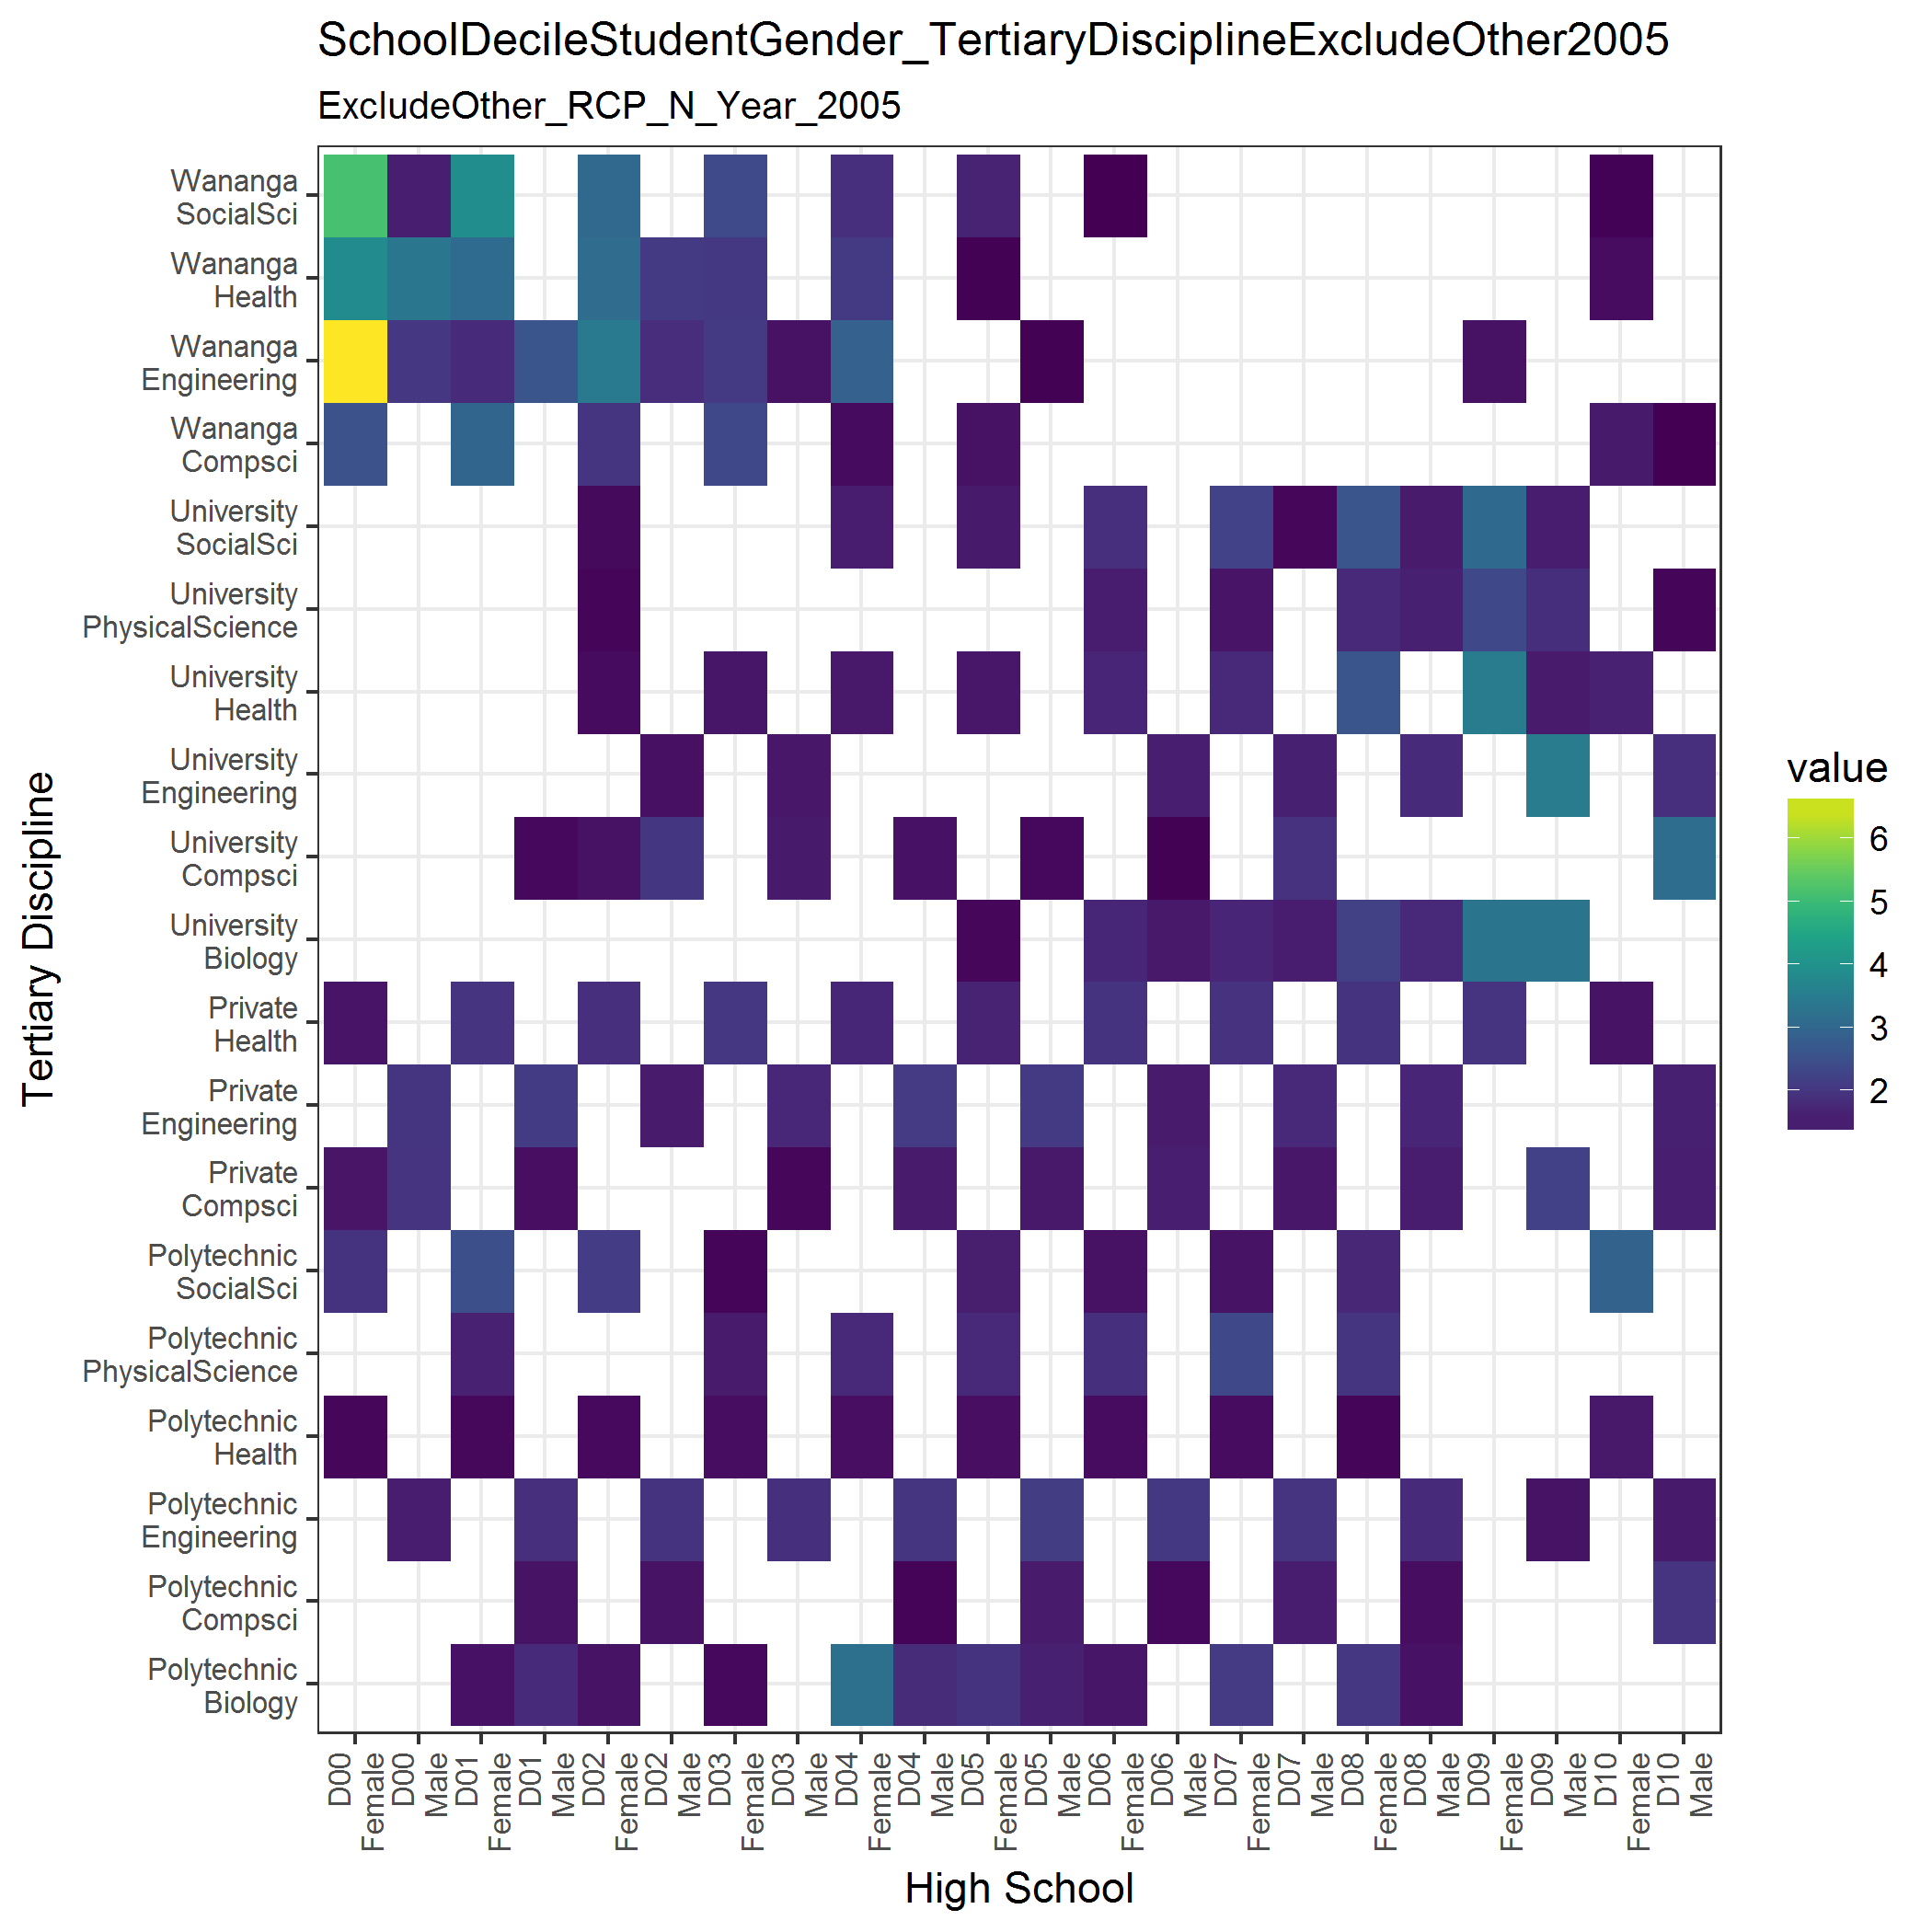 SchoolDecileStudentGender_TertiaryDisciplineExcludeOther2005
ExcludeOther_RCP_N_Year_2005
Tertiary Discipline
Wananga
SocialSci
Wananga
Health
Wananga
Engineering
Wananga
Compsci
University
SocialSci
University
PhysicalScience
University
Health
University
Engineering
University
Compsci
University
Biology
Private
Health
Private
Engineering
Private
Compsci
Polytechnic
SocialSci
Polytechnic
PhysicalScience
Polytechnic
Health
Polytechnic
Engineering
Polytechnic
Compsci
Polytechnic
Biology
D00
Female
D00
Male
D01
Female
D01
Male
D02
Female
D02
Male
D03
Female
D03
Male
D04
Female
D04
Male
D05
Female
D05
Male
D06
Female
D06
Male
D07
Female
D07
Male
D08
Female
D08
Male
D09
Female
D09
Male
D10
Female
D10
Male
High School
value
6
5
4
3
2